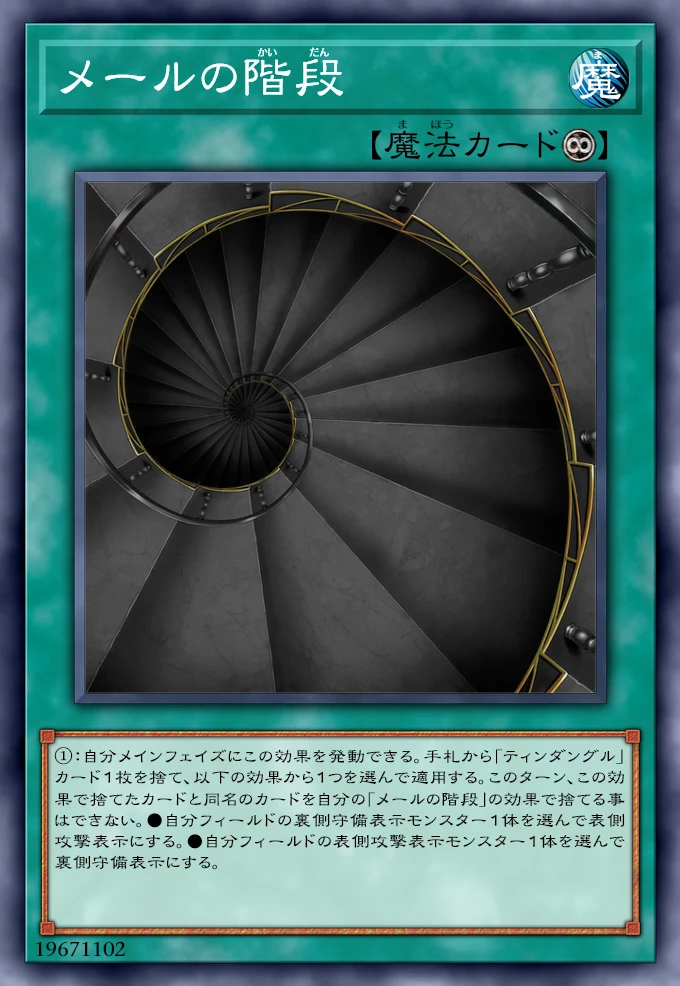 メールの階段
かい だん
魔
ま
【魔法カード】
ま ほう
①：自分メインフェイズにこの効果を発動できる。手札から「ティンダングル」
カード１枚を捨て、以下の効果から１つを選んで適用する。このターン、この効
果で捨てたカードと同名のカードを自分の「メールの階段」の効果で捨てる事
はできない。●自分フィールドの裏側守備表示モンスター１体を選んで表側
攻撃表示にする。●自分フィールドの表側攻撃表示モンスター１体を選んで
裏側守備表示にする。
19671102